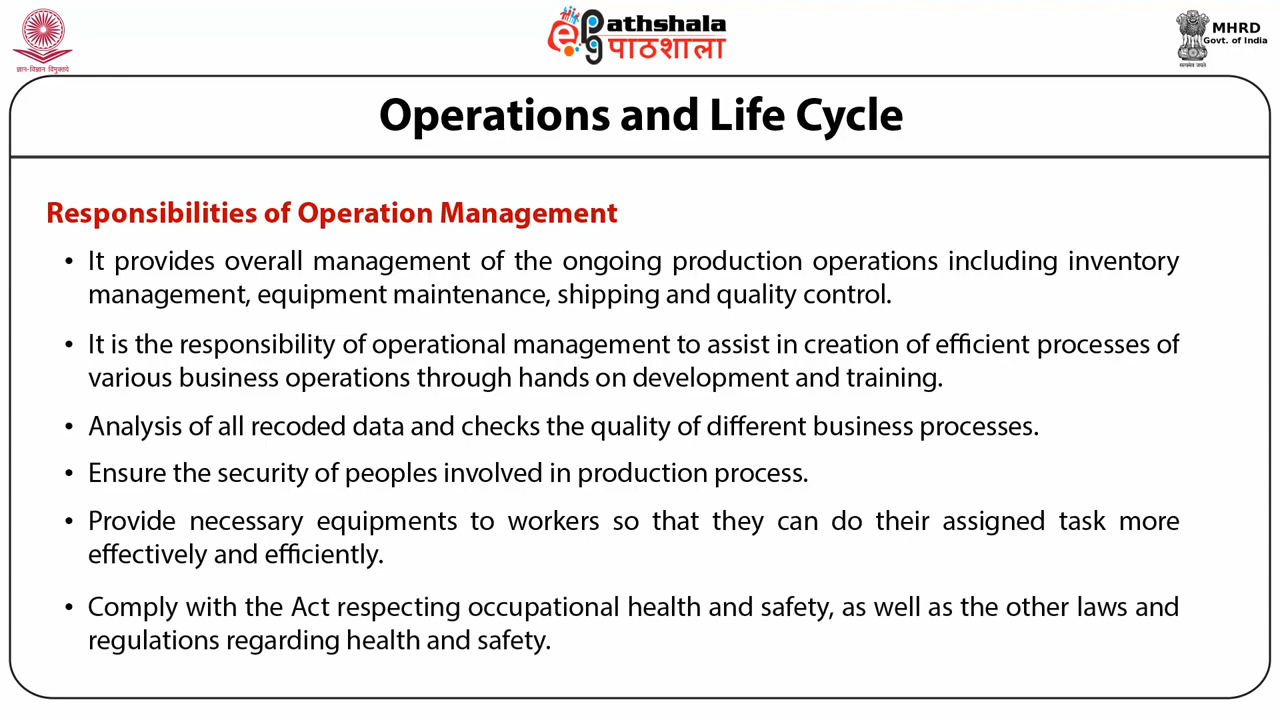 ज्ञान-विज्ञान विमुक्तये
ePathshala
पाठशाला
MHRD
Govt. of India
सत्यमेव जयते
Operations and Life Cycle
Responsibilities of Operation Management
• It provides overall management of the ongoing production operations including inventory
management, equipment maintenance, shipping and quality control.
• It is the responsibility of operational management to assist in creation of efficient processes of
various business operations through hands on development and training.
• Analysis of all recoded data and checks the quality of different business processes.
• Ensure the security of peoples involved in production process.
• Provide necessary equipments to workers so that they can do their assigned task more
effectively and efficiently.
• Comply with the Act respecting occupational health and safety, as well as the other laws and
regulations regarding health and safety.